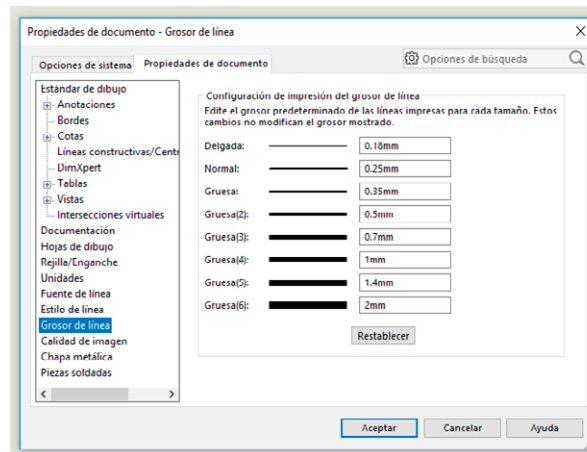 Propiedades de documento - Grosor de línea
Opciones de sistema
Propiedades de documento
Opciones de búsqueda
Estándar de dibujo
Anotaciones
Bordes
Cotas
Líneas constructivas/Centr
DimXpert
Tablas
Vistas
Intersecciones virtuales
Documentación
Hojas de dibujo
Rejilla/Enganche
Unidades
Fuente de línea
Estilo de línea
Grosor de línea
Calidad de imagen
Chapa metálica
Piezas soldadas
Configuración de impresión del grosor de línea
Edite el grosor predeterminado de las líneas impresas para cada tamaño. Estos
cambios no modifican el grosor mostrado.
Delgada: 0.18mm
Normal: 0.25mm
Gruesa: 0.35mm
Gruesa(2): 0.5mm
Gruesa(3): 0.7mm
Gruesa(4): 1mm
Gruesa(5): 1.4mm
Gruesa(6): 2mm
Restablecer
Aceptar
Cancelar
Ayuda